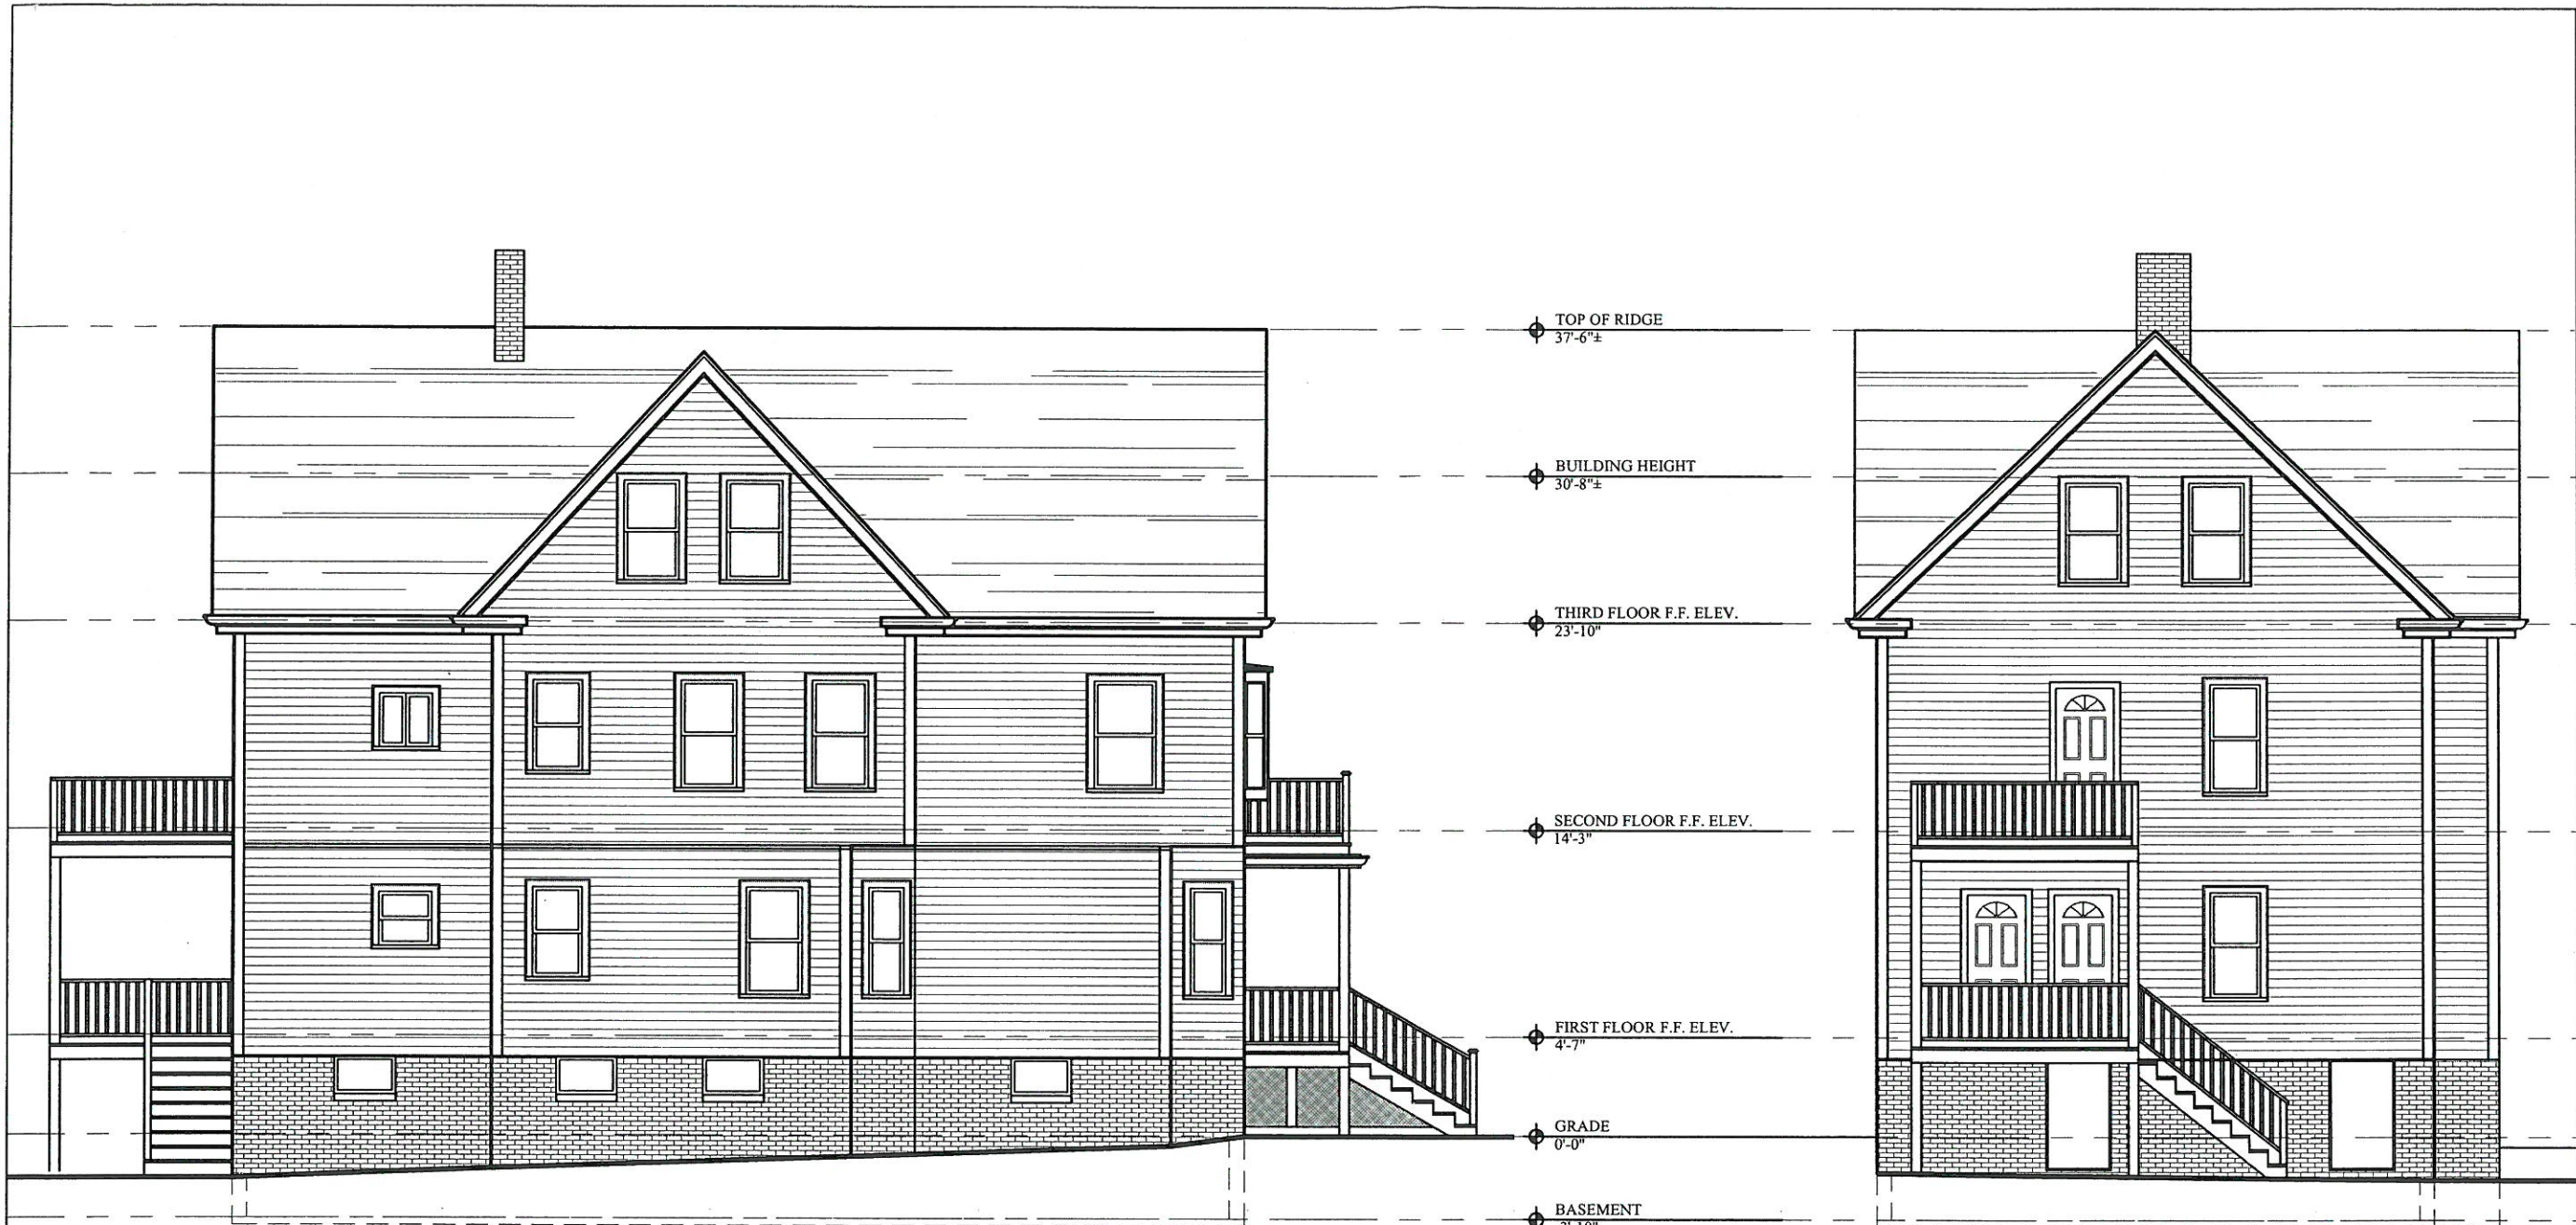 TOP OF RIDGE
37'-6"±
BUILDING HEIGHT
30'-8"±
THIRD FLOOR F.F. ELEV.
23'-10"
SECOND FLOOR F.F. ELEV.
14'-3"
FIRST FLOOR F.F. ELEV.
4'-7"
GRADE
0'-0"
BASEMENT